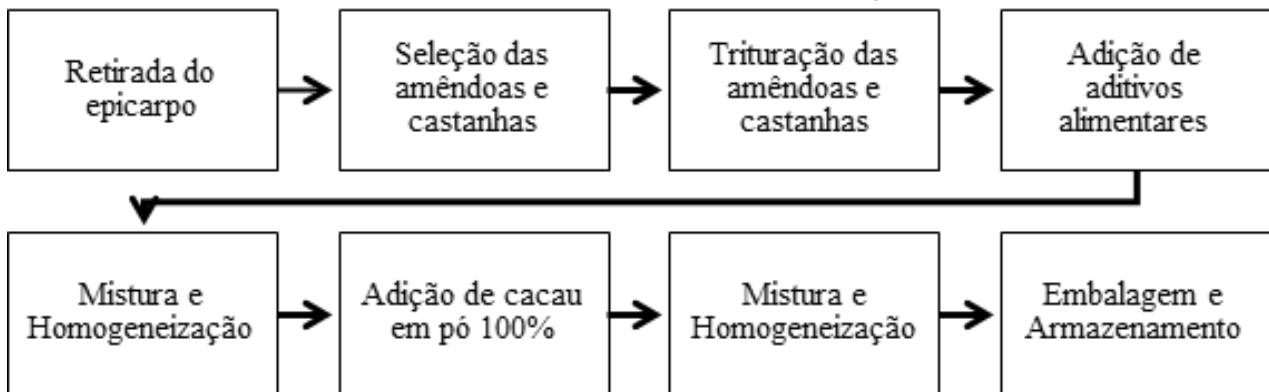 Retirada do
epicarpo
Seleção das
amêndoas e
castanhas
Trituração das
amêndoas e
castanhas
Adição de
aditivos
alimentares
Mistura e
Homogeneização
Adição de cacau
em pó 100%
Mistura e
Homogeneização
Embalagem e
Armazenamento